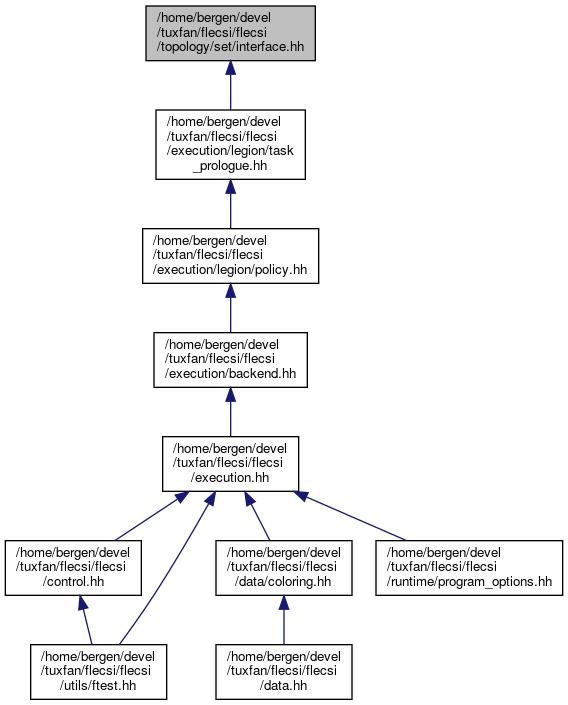 /home/bergen/devel
/tuxfan/flecsi/flecsi
/topology/set/interface.hh
/home/bergen/devel
/tuxfan/flecsi/flecsi
/execution/legion/task
_prologue.hh
/home/bergen/devel
/tuxfan/flecsi/flecsi
/execution/legion/policy.hh
/home/bergen/devel
/tuxfan/flecsi/flecsi
/execution/backend.hh
/home/bergen/devel
/tuxfan/flecsi/flecsi
/execution.hh
/home/bergen/devel
/tuxfan/flecsi/flecsi
/control.hh
/home/bergen/devel
/tuxfan/flecsi/flecsi
/data/coloring.hh
/home/bergen/devel
/tuxfan/flecsi/flecsi
/runtime/program_options.hh
/home/bergen/devel
/tuxfan/flecsi/flecsi
/utils/ftest.hh
/home/bergen/devel
/tuxfan/flecsi/flecsi
/data.hh